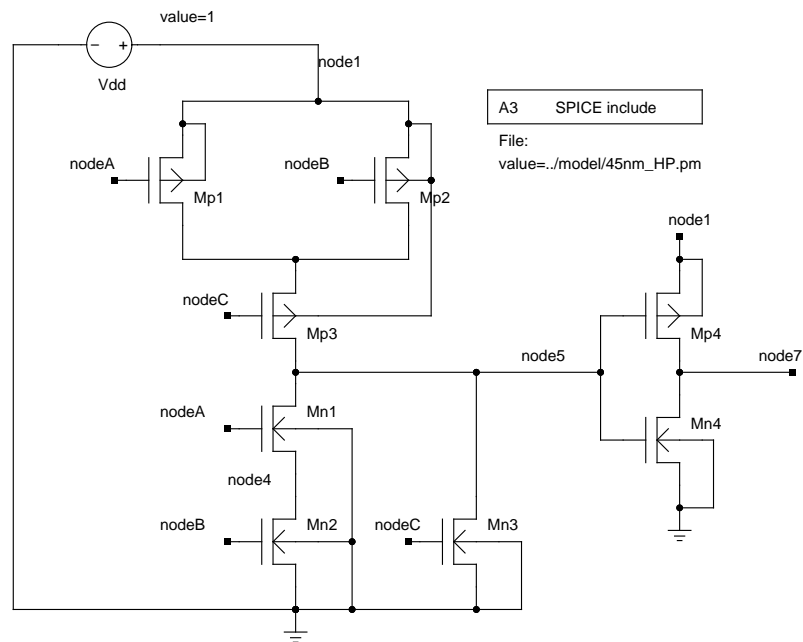 value=1
− +
Vdd
node1
A3 SPICE include
File:
value=../model/45nm_HP.pm
nodeA
Mp1
nodeB
Mp2
node1
nodeC
Mp3
Mp4
node5
node7
nodeA
Mn1
Mn4
node4
nodeB
Mn2
nodeC
Mn3